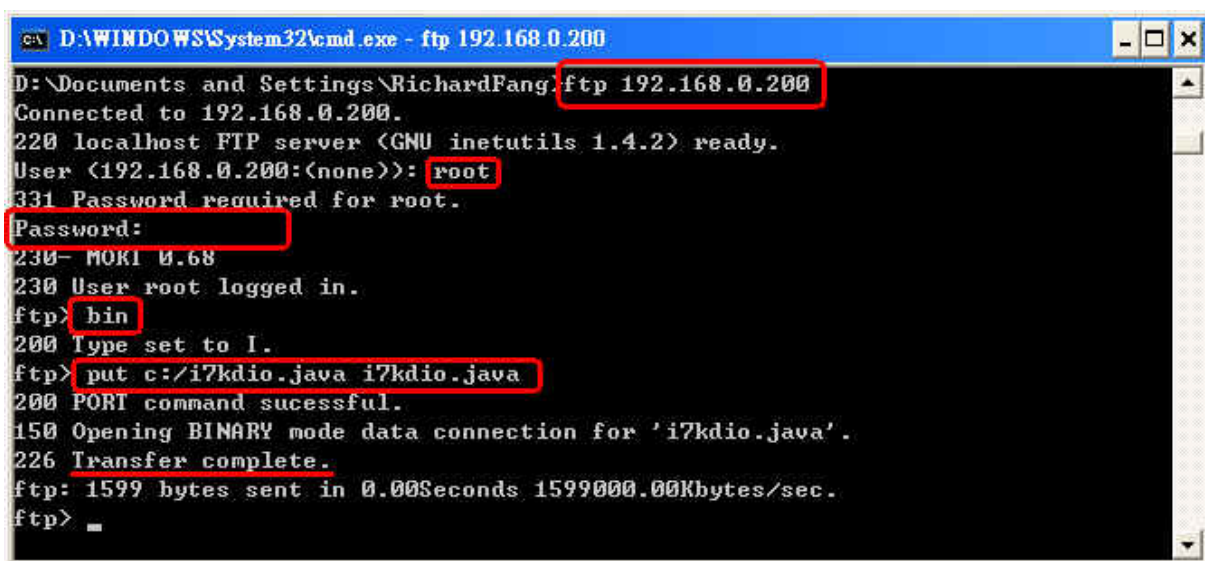 D:\WINDOWS\System32\cmd.exe - ftp 192.168.0.200
D:\Documents and Settings\RichardFang>ftp 192.168.0.200
Connected to 192.168.0.200.
220 localhost FTP server (GNU inetutils 1.4.2) ready.
User (192.168.0.200:(none)): root
331 Password required for root.
Password:
230- MOKI 0.68
230 User root logged in.
ftp> bin
200 Type set to I.
ftp> put c:/i7kdio.java i7kdio.java
200 PORT command sucessful.
150 Opening BINARY mode data connection for 'i7kdio.java'.
226 Transfer complete.
ftp: 1599 bytes sent in 0.00Seconds 1599000.00Kbytes/sec.
ftp> _